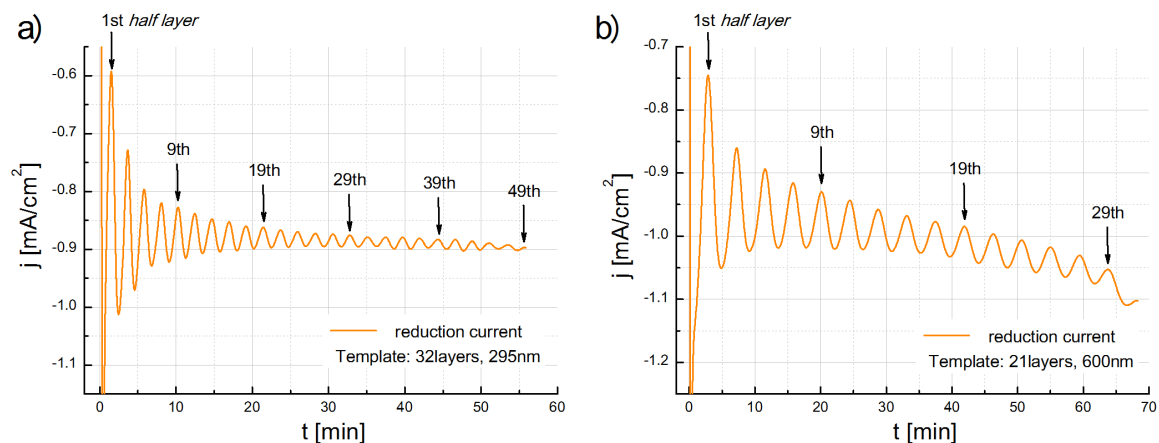 a)
1st half layer
9th
19th
29th
39th
49th
-0.6
-0.7
-0.8
-0.9
-1.0
-1.1
j [mA/cm²]
reduction current
Template: 32layers, 295nm
0
10
20
30
40
50
60
t [min]
b)
1st half layer
9th
19th
29th
-0.7
-0.8
-0.9
-1.0
-1.1
-1.2
j [mA/cm²]
reduction current
Template: 21layers, 600nm
0
10
20
30
40
50
60
70
t [min]